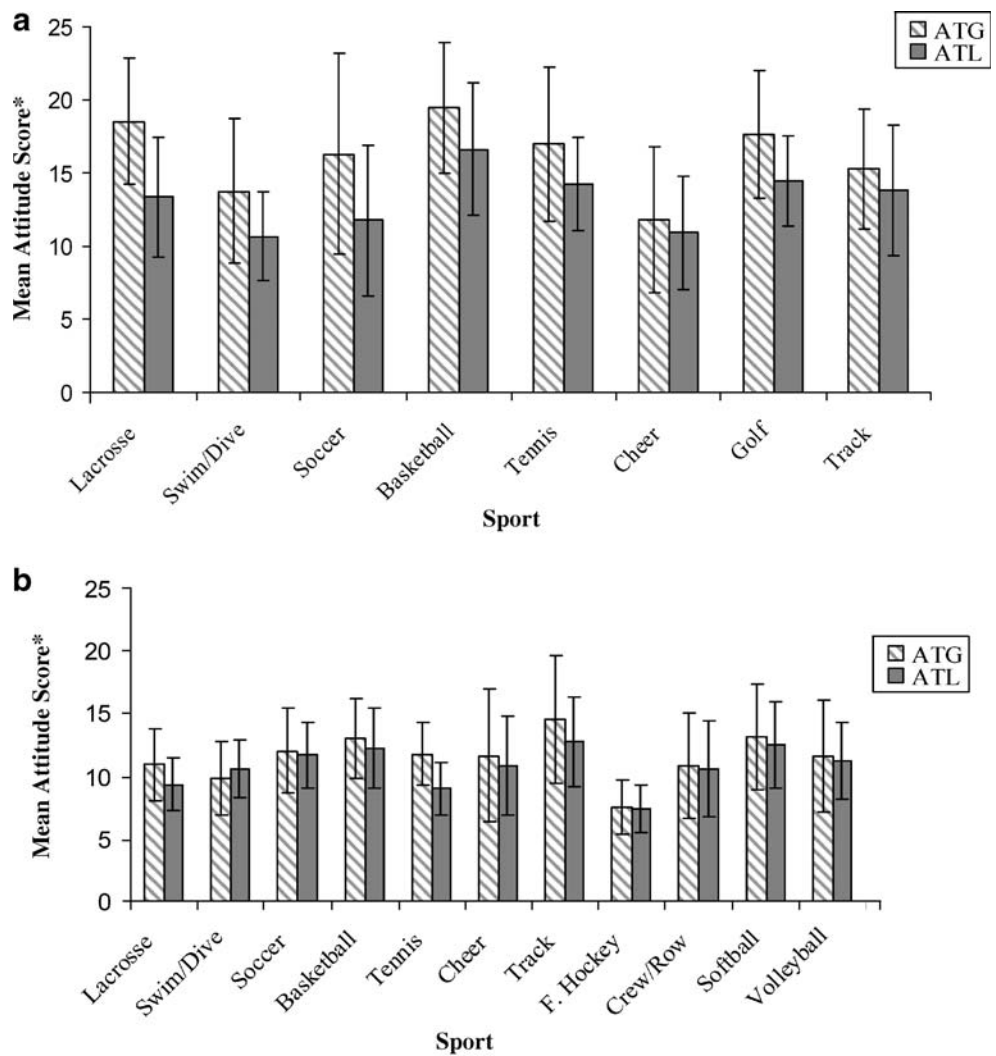 a
25
20
15
10
5
0
Mean Attitude Score*
ATG
ATL
Lacrosse
Swim/Dive
Soccer
Basketball
Tennis
Cheer
Golf
Track
Sport
b
25
20
15
10
5
0
Mean Attitude Score*
ATG
ATL
Lacrosse
Swim/Dive
Soccer
Basketball
Tennis
Cheer
Track
F. Hockey
Crew/Row
Softball
Volleyball
Sport